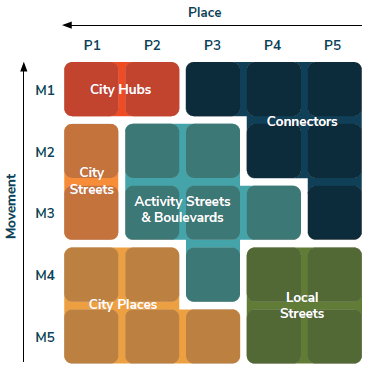 Place
P1 P2 P3 P4 P5
M1
City Hubs
Connectors
M2
City
Streets
M3
Activity Streets
& Boulevards
Movement
M4
City Places
Local
Streets
M5